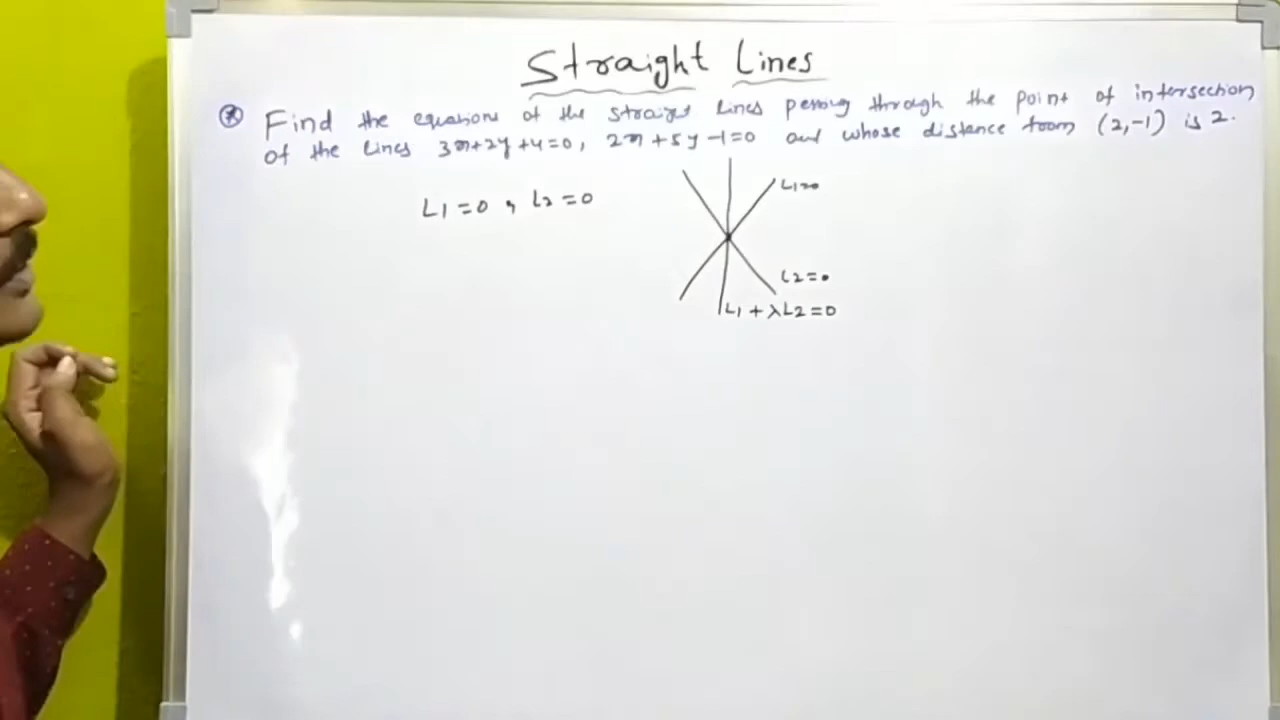 Straight Lines
⊛ Find the equations of the straight lines passing through the point of intersection
of the lines 3x+2y+4=0, 2x+5y-1=0 and whose distance from (2,-1) is 2.
L1=0, L2=0
L1=0
L2=0
L1+λL2=0